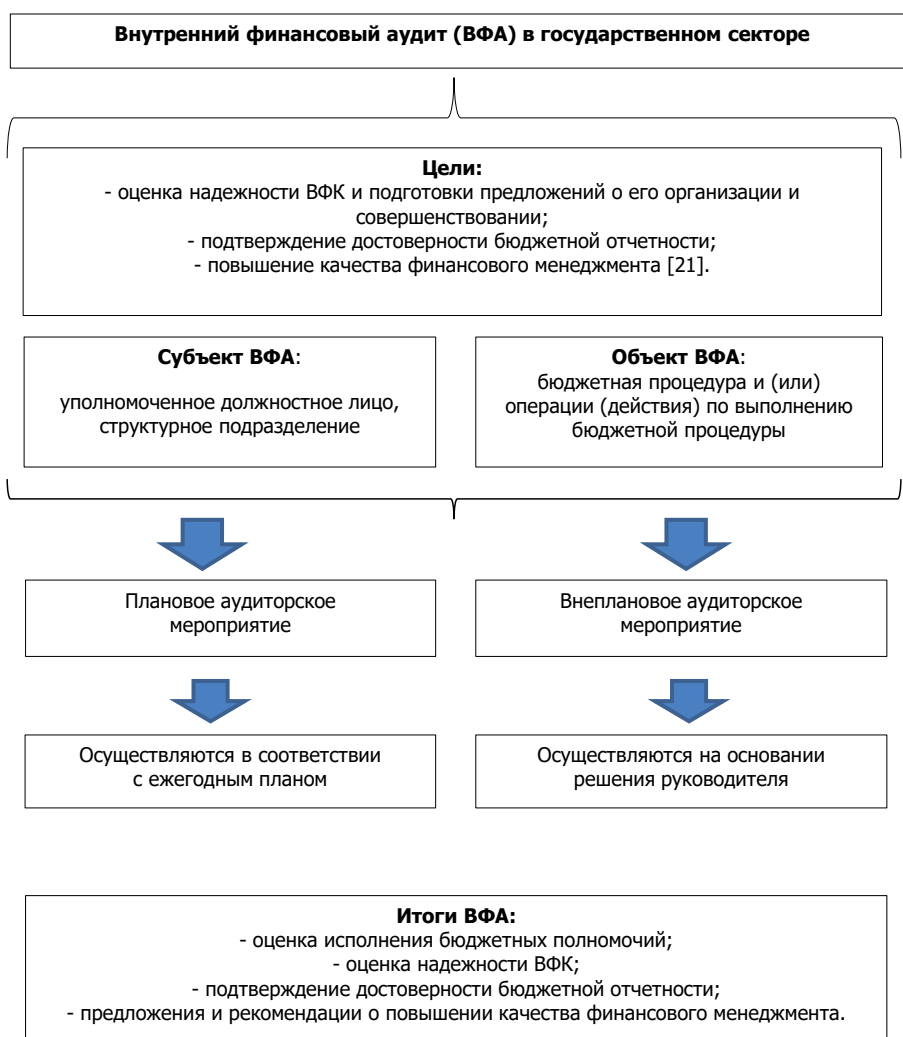 Внутренний финансовый аудит (ВФА) в государственном секторе
Цели:
- оценка надежности ВФК и подготовки предложений о его организации и
совершенствовании;
- подтверждение достоверности бюджетной отчетности;
- повышение качества финансового менеджмента [21].
Субъект ВФА:
уполномоченное должностное лицо,
структурное подразделение
Объект ВФА:
бюджетная процедура и (или)
операции (действия) по выполнению
бюджетной процедуры
Плановое аудиторское
мероприятие
Внеплановое аудиторское
мероприятие
Осуществляются в соответствии
с ежегодным планом
Осуществляются на основании
решения руководителя
Итоги ВФА:
- оценка исполнения бюджетных полномочий;
- оценка надежности ВФК;
- подтверждение достоверности бюджетной отчетности;
- предложения и рекомендации о повышении качества финансового менеджмента.